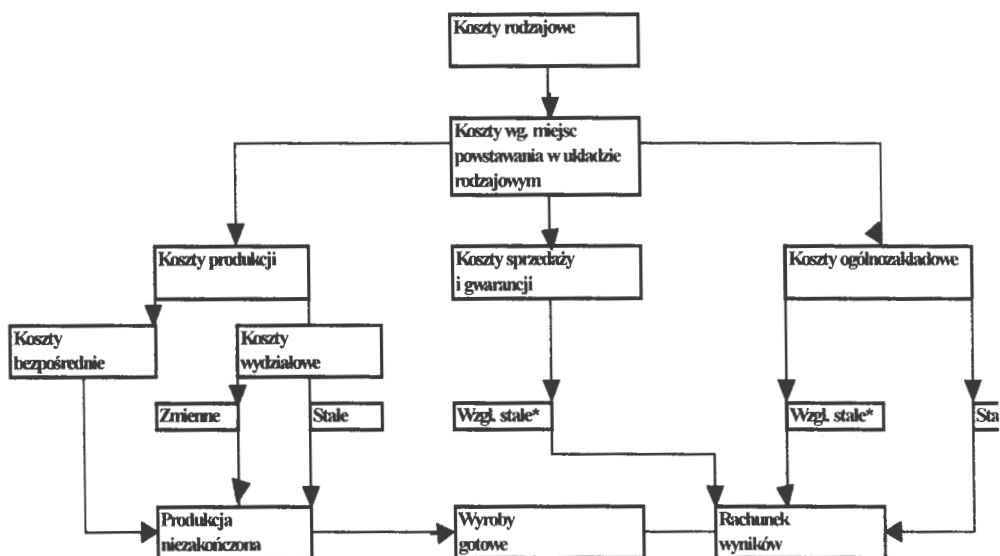 Koszty rodzajowe
Koszty wg. miejsc
powstawania w układzie
rodzajowym
Koszty produkcji
Koszty sprzedaży
i gwarancji
Koszty ogólnozakładowe
Koszty
bezpośrednie
Koszty
wydziałowe
Zmienne
Stałe
Wzgl. stałe*
Wzgl. stałe*
Produkcja
niezakończona
Wyroby
gotowe
Rachunek
wyników